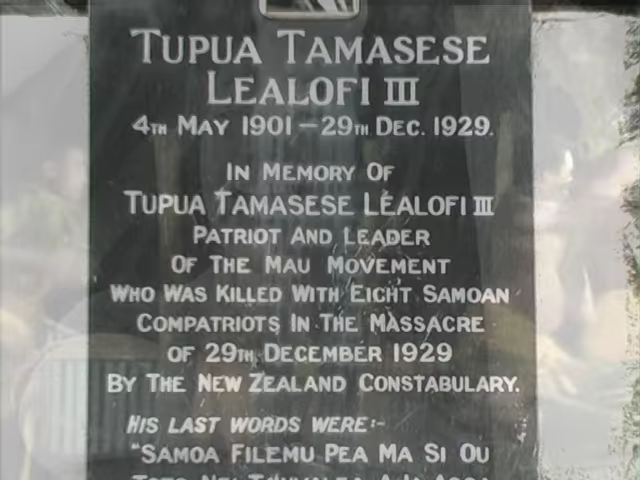 TUPUA TAMASESE
LEALOFI III
4TH MAY 1901 – 29TH DEC. 1929.
IN MEMORY OF
TUPUA TAMASESE LEALOFI III
PATRIOT AND LEADER
OF THE MAU MOVEMENT
WHO WAS KILLED WITH EIGHT SAMOAN
COMPATRIOTS IN THE MASSACRE
OF 29TH DECEMBER 1929
BY THE NEW ZEALAND CONSTABULARY.
HIS LAST WORDS WERE:-
"SAMOA FILEMU PEA MA SI OU